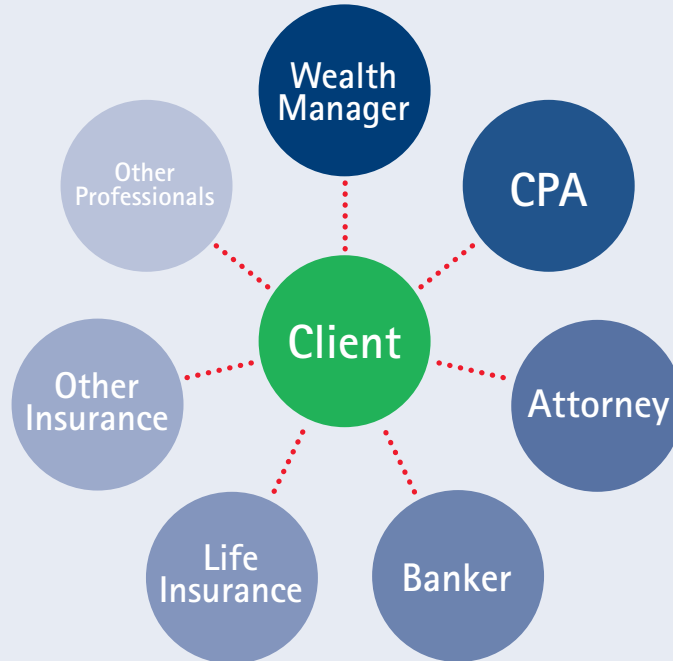 Wealth
Manager
CPA
Attorney
Banker
Life
Insurance
Other
Insurance
Other
Professionals
Client